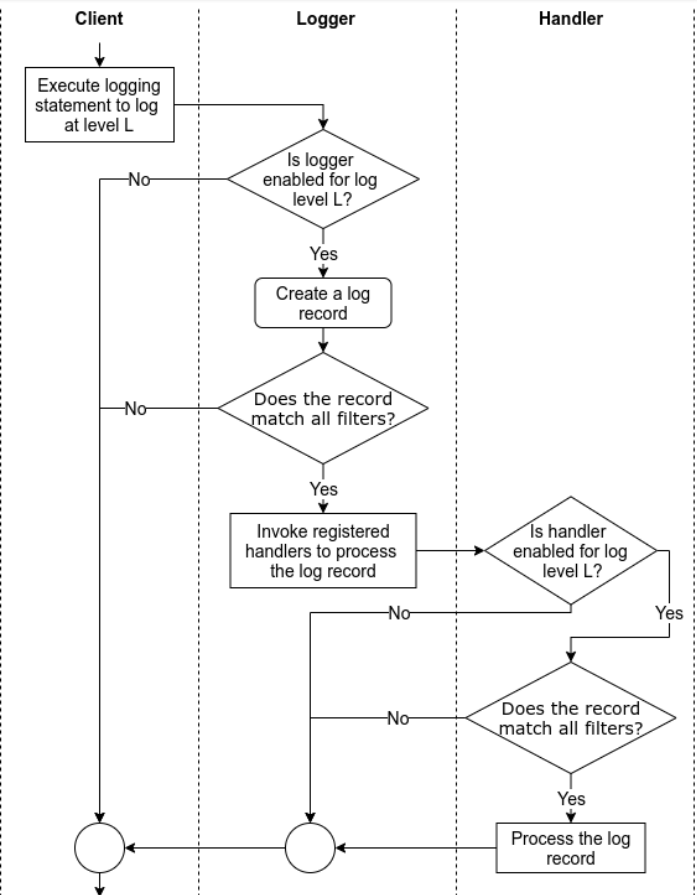 Client
Logger
Handler
Execute logging
statement to log
at level L
Is logger
enabled for log
level L?
No
Yes
Create a log
record
Does the record
match all filters?
No
Yes
Invoke registered
handlers to process
the log record
Is handler
enabled for log
level L?
No
Yes
Does the record
match all filters?
No
Yes
Process the log
record